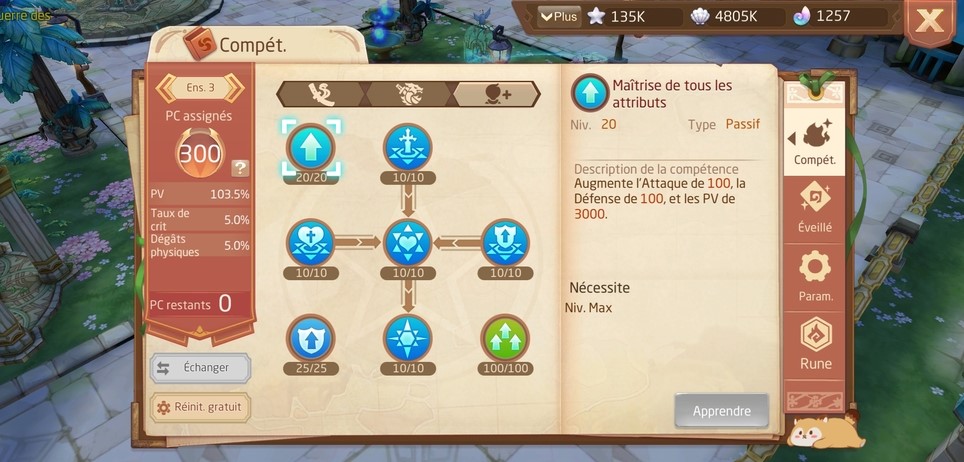 uerre des
Plus
135K
4805K
1257
Compét.
Ens. 3
PC assignés
300
?
PV 103.5%
Taux de crit 5.0%
Dégâts physiques 5.0%
PC restants 0
Échanger
Réinit. gratuit
20/20
10/10
10/10
10/10
10/10
25/25
10/10
100/100
Maîtrise de tous les
attributs
Niv. 20 Type Passif
Description de la compétence
Augmente l'Attaque de 100, la
Défense de 100, et les PV de
3000.
Nécessite
Niv. Max
Apprendre
Compét.
Éveillé
Param.
Rune